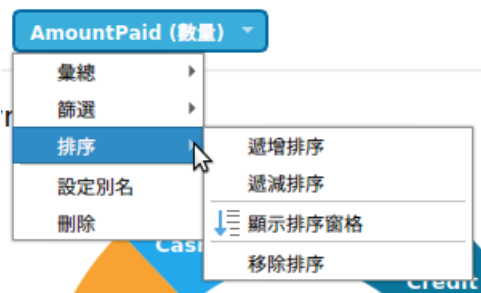 AmountPaid (數量)
彙總
篩選
排序
設定別名
刪除
遞增排序
遞減排序
顯示排序窗格
移除排序
Credit